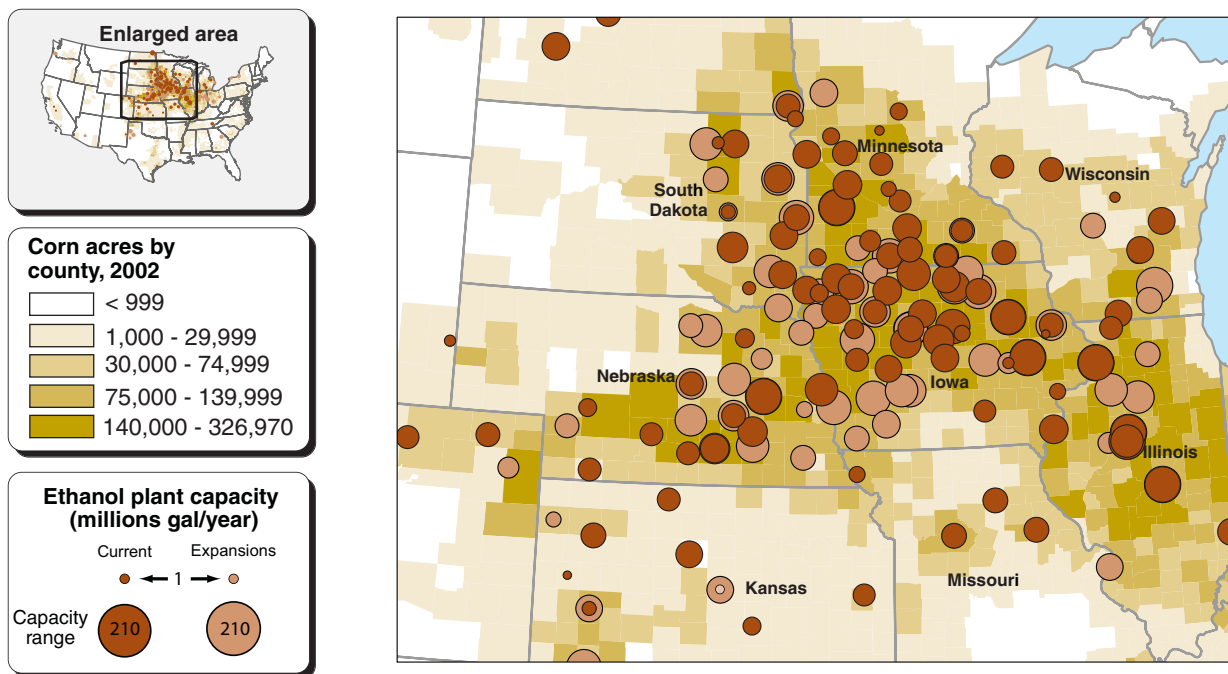 Enlarged area
Corn acres by
county, 2002
< 999
1,000 - 29,999
30,000 - 74,999
75,000 - 139,999
140,000 - 326,970
Ethanol plant capacity
(millions gal/year)
Current
Expansions
1
Capacity
range
210
210
Minnesota
Wisconsin
South
Dakota
Nebraska
Iowa
Illinois
Kansas
Missouri